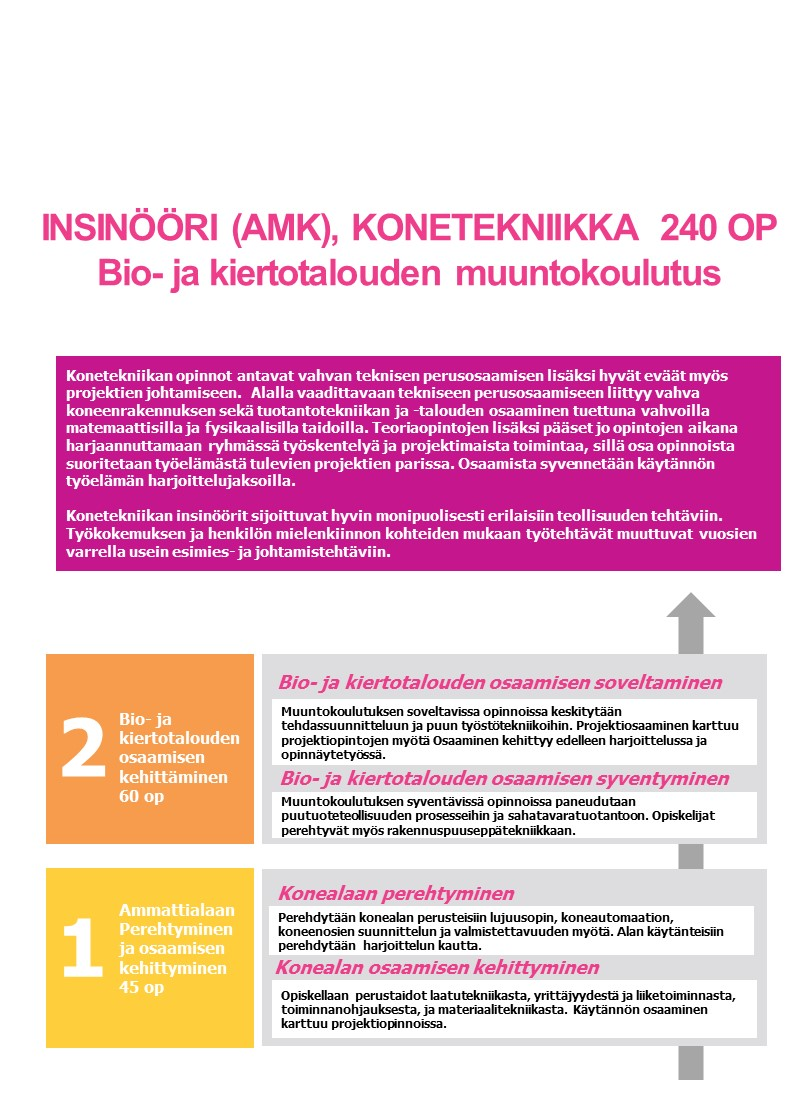 INSINÖÖRI (AMK), KONETEKNIIKKA 240 OP
Bio- ja kiertotalouden muuntokoulutus
Konetekniikan opinnot antavat vahvan teknisen perusosaamisen lisäksi hyvät eväät myös
projektien johtamiseen. Alalla vaadittavaan tekniseen perusosaamiseen liittyy vahva
koneenrakennuksen sekä tuotantotekniikan ja -talouden osaaminen tuettuna vahvoilla
matemaattisilla ja fysikaalisilla taidoilla. Teoriaopintojen lisäksi pääset jo opintojen aikana
harjaannuttamaan ryhmässä työskentelyä ja projektimaista toimintaa, sillä osa opinnoista
suoritetaan työelämästä tulevien projektien parissa. Osaamista syvennetään käytännön
työelämän harjoittelujaksoilla.
Konetekniikan insinöörit sijoittuvat hyvin monipuolisesti erilaisiin teollisuuden tehtäviin.
Työkokemuksen ja henkilön mielenkiinnon kohteiden mukaan työtehtävät muuttuvat vuosien
varrella usein esimies- ja johtamistehtäviin.
2
Bio- ja
kiertotalouden
osaamisen
kehittäminen
60 op
Bio- ja kiertotalouden osaamisen soveltaminen
Muuntokoulutuksen soveltavissa opinnoissa keskitytään
tehdassuunnitteluun ja puun työstötekniikoihin. Projektiosaaminen karttuu
projektiopintojen myötä Osaaminen kehittyy edelleen harjoittelussa ja
opinnäytetyössä.
Bio- ja kiertotalouden osaamisen syventyminen
Muuntokoulutuksen syventävissä opinnoissa paneudutaan
puutuoteteollisuuden prosesseihin ja sahatavaratuotantoon. Opiskelijat
perehtyvät myös rakennuspuuseppätekniikkaan.
1
Ammattialaan
Perehtyminen
ja osaamisen
kehittyminen
45 op
Konealaan perehtyminen
Perehdytään konealan perusteisiin lujuusopin, koneautomaation,
koneenosien suunnittelun ja valmistettavuuden myötä. Alan käytänteisiin
perehdytään harjoittelun kautta.
Konealan osaamisen kehittyminen
Opiskellaan perustaidot laatutekniikasta, yrittäjyydestä ja liiketoiminnasta,
toiminnanohjauksesta, ja materiaalitekniikasta. Käytännön osaaminen
karttuu projektiopinnoissa.